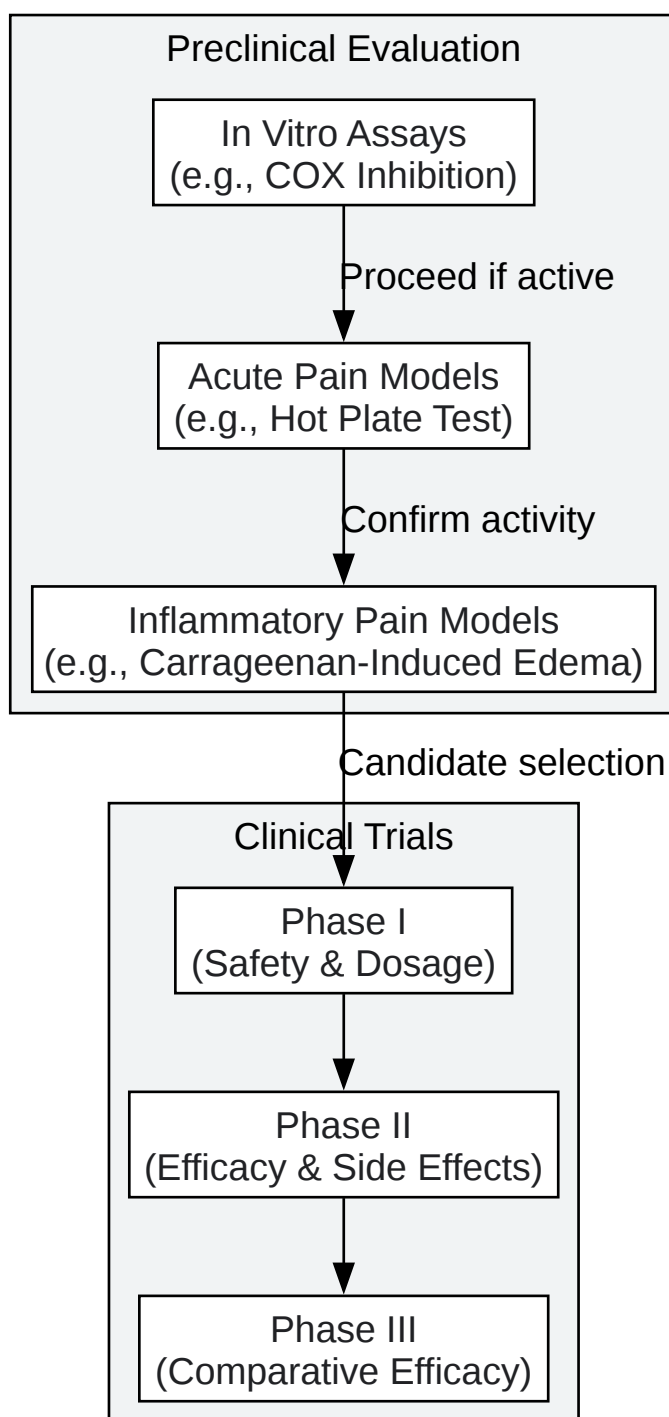 Preclinical Evaluation
In Vitro Assays
(e.g., COX Inhibition)
Proceed if active
Acute Pain Models
(e.g., Hot Plate Test)
Confirm activity
Inflammatory Pain Models
(e.g., Carrageenan-Induced Edema)
Candidate selection
Clinical Trials
Phase I
(Safety & Dosage)
Phase II
(Efficacy & Side Effects)
Phase III
(Comparative Efficacy)